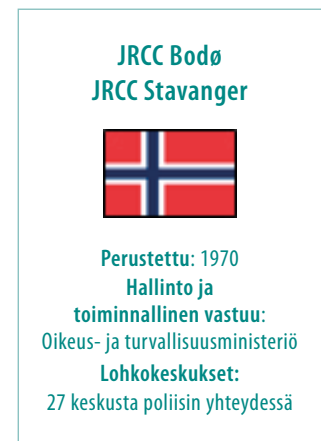 JRCC Bodø
JRCC Stavanger
Perustettu: 1970
Hallinto ja
toiminnallinen vastuu:
Oikeus- ja turvallisuusministeriö
Lohkokeskukset:
27 keskusta poliisin yhteydessä